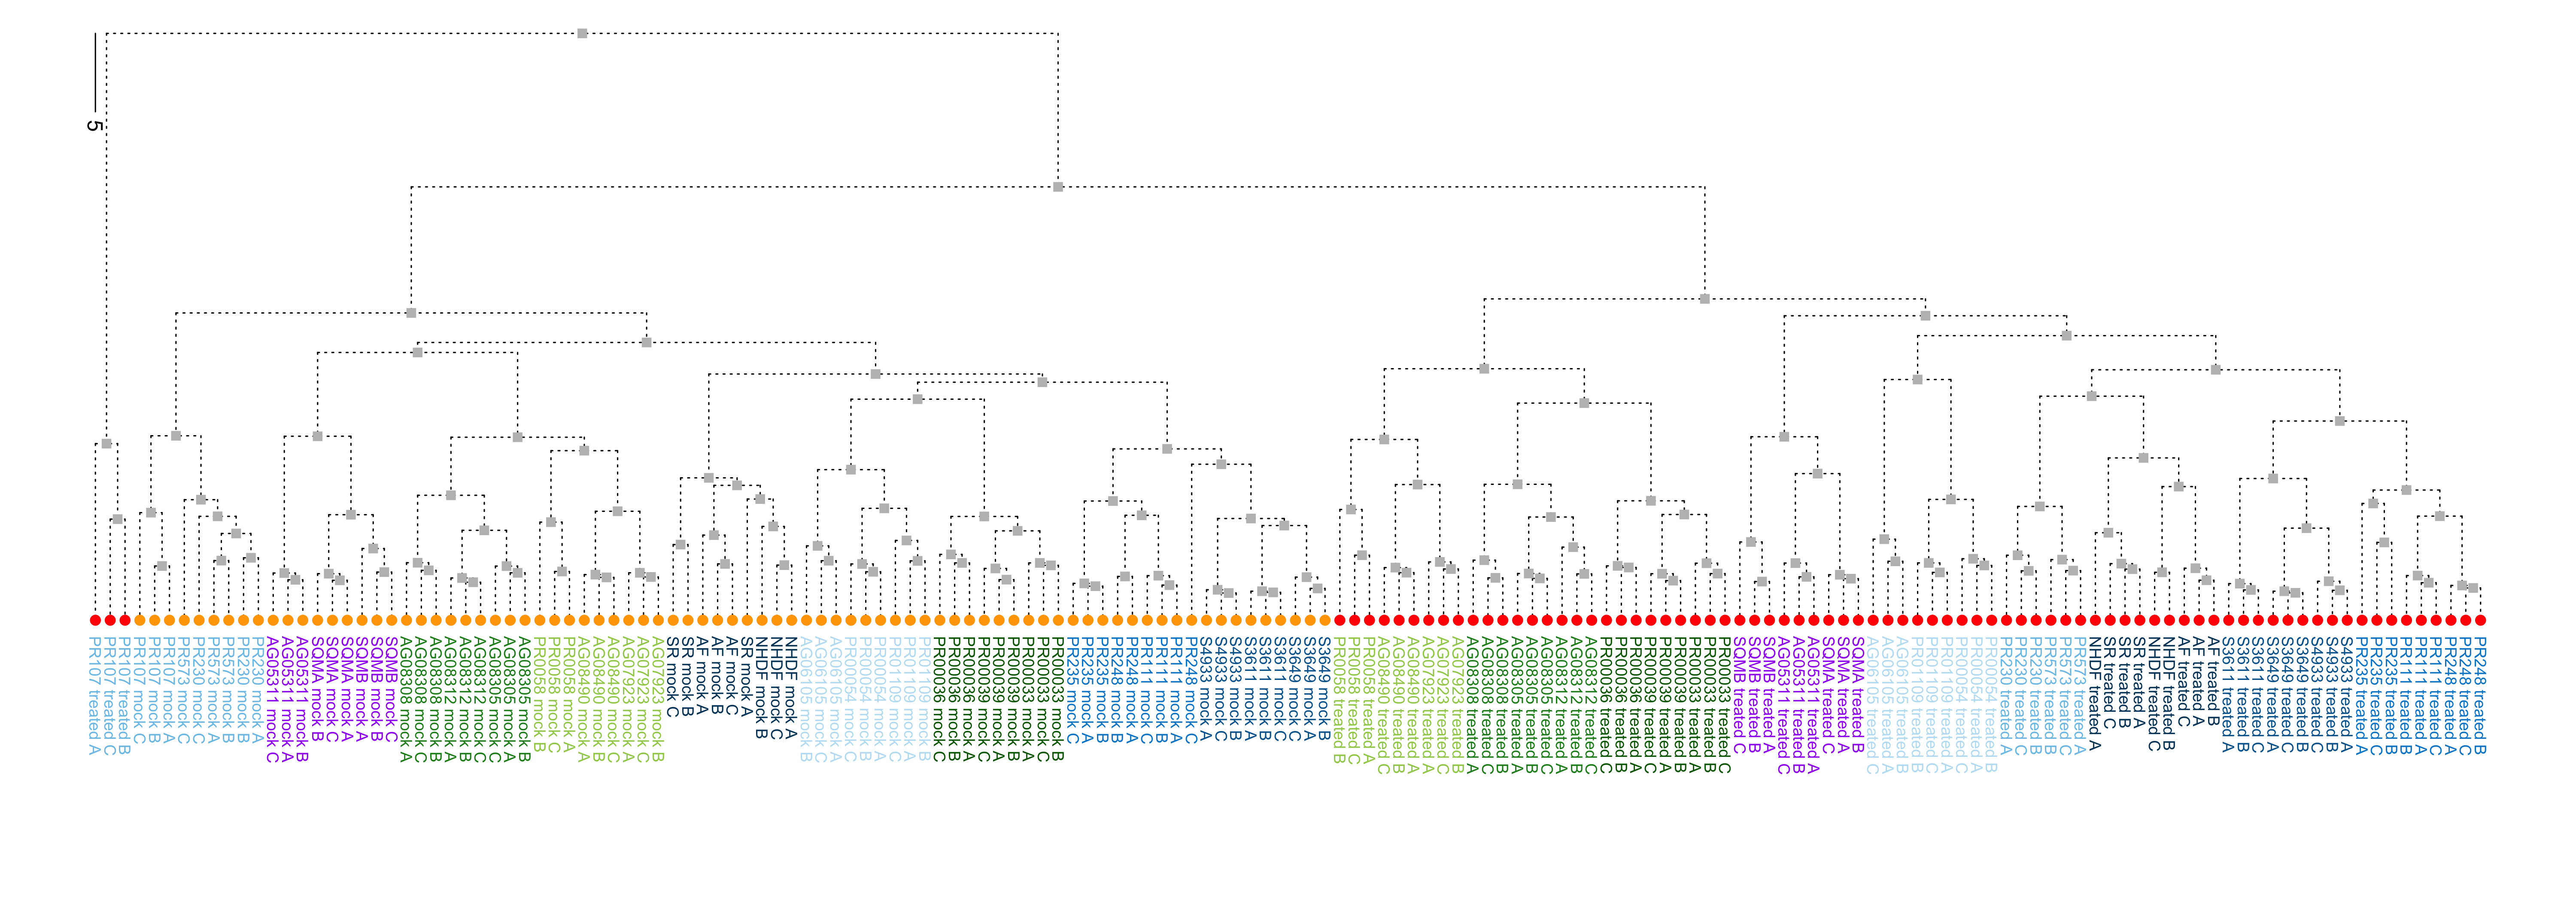 5
PR107 treated A
PR107 treated C
PR107 treated B
PR107 mock C
PR107 mock B
PR107 mock A
PR573 mock C
PR230 mock C
PR573 mock A
PR573 mock B
PR230 mock B
PR230 mock A
AG05311 mock C
AG05311 mock A
AG05311 mock B
SQMA mock B
SQMA mock C
SQMA mock A
SQMB mock A
SQMB mock B
SQMB mock C
AG08308 mock A
AG08308 mock C
AG08308 mock B
AG08312 mock A
AG08312 mock B
AG08312 mock C
AG08305 mock C
AG08305 mock A
AG08305 mock B
PR0058 mock B
PR0058 mock C
PR0058 mock A
AG08490 mock A
AG08490 mock B
AG08490 mock C
AG07923 mock A
AG07923 mock C
AG07923 mock B
SR mock C
SR mock B
AF mock A
AF mock B
AF mock C
SR mock A
NHDF mock B
NHDF mock C
NHDF mock A
AG06105 mock B
AG06105 mock C
AG06105 mock A
PR00054 mock C
PR00054 mock B
PR00054 mock A
PR01109 mock C
PR01109 mock A
PR01109 mock B
PR00036 mock C
PR00036 mock B
PR00036 mock A
PR00039 mock C
PR00039 mock A
PR00039 mock B
PR00033 mock A
PR00033 mock C
PR00033 mock B
PR235 mock C
PR235 mock A
PR235 mock B
PR248 mock B
PR248 mock A
PR111 mock C
PR111 mock B
PR111 mock A
PR248 mock C
S4933 mock A
S4933 mock C
S4933 mock B
S3611 mock A
S3611 mock B
S3611 mock C
S3649 mock C
S3649 mock A
S3649 mock B
PR0058 treated B
PR0058 treated C
PR0058 treated A
AG08490 treated C
AG08490 treated B
AG08490 treated A
AG07923 treated A
AG07923 treated C
AG07923 treated B
AG08308 treated A
AG08308 treated C
AG08308 treated B
AG08305 treated A
AG08305 treated B
AG08305 treated C
AG08312 treated A
AG08312 treated B
AG08312 treated C
PR00036 treated C
PR00036 treated B
PR00036 treated A
PR00039 treated C
PR00039 treated A
PR00039 treated B
PR00033 treated A
PR00033 treated B
PR00033 treated C
SQMB treated C
SQMB treated B
SQMB treated A
AG05311 treated C
AG05311 treated B
AG05311 treated A
SQMA treated C
SQMA treated A
SQMA treated B
AG06105 treated C
AG06105 treated A
AG06105 treated B
PR01109 treated B
PR01109 treated C
PR01109 treated A
PR00054 treated C
PR00054 treated A
PR00054 treated B
PR230 treated A
PR230 treated C
PR230 treated B
PR573 treated B
PR573 treated C
PR573 treated A
NHDF treated A
SR treated C
SR treated B
SR treated A
NHDF treated C
NHDF treated B
AF treated C
AF treated A
AF treated B
S3611 treated A
S3611 treated B
S3611 treated C
S3649 treated A
S3649 treated C
S3649 treated B
S4933 treated C
S4933 treated B
S4933 treated A
PR235 treated A
PR235 treated C
PR235 treated B
PR111 treated B
PR111 treated A
PR111 treated C
PR248 treated A
PR248 treated C
PR248 treated B